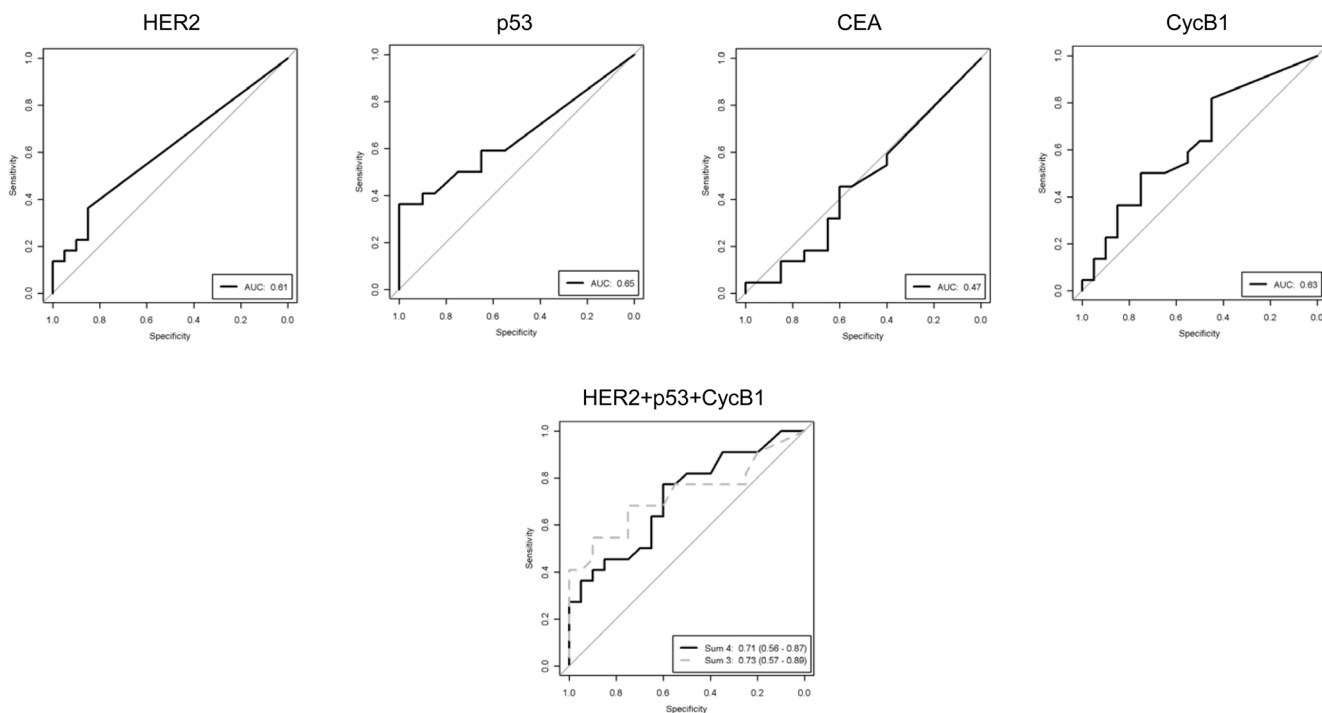 HER2
1.0
0.8
0.6
0.4
0.2
0.0
Sensitivity
AUC: 0.61
1.0 0.8 0.6 0.4 0.2 0.0
Specificity
p53
1.0
0.8
0.6
0.4
0.2
0.0
Sensitivity
AUC: 0.65
1.0 0.8 0.6 0.4 0.2 0.0
Specificity
CEA
1.0
0.8
0.6
0.4
0.2
0.0
Sensitivity
AUC: 0.47
1.0 0.8 0.6 0.4 0.2 0.0
Specificity
CycB1
1.0
0.8
0.6
0.4
0.2
0.0
Sensitivity
AUC: 0.63
1.0 0.8 0.6 0.4 0.2 0.0
Specificity
HER2+p53+CycB1
1.0
0.8
0.6
0.4
0.2
0.0
Sensitivity
Sum 4: 0.71 (0.56 - 0.87)
Sum 3: 0.73 (0.57 - 0.89)
1.0 0.8 0.6 0.4 0.2 0.0
Specificity